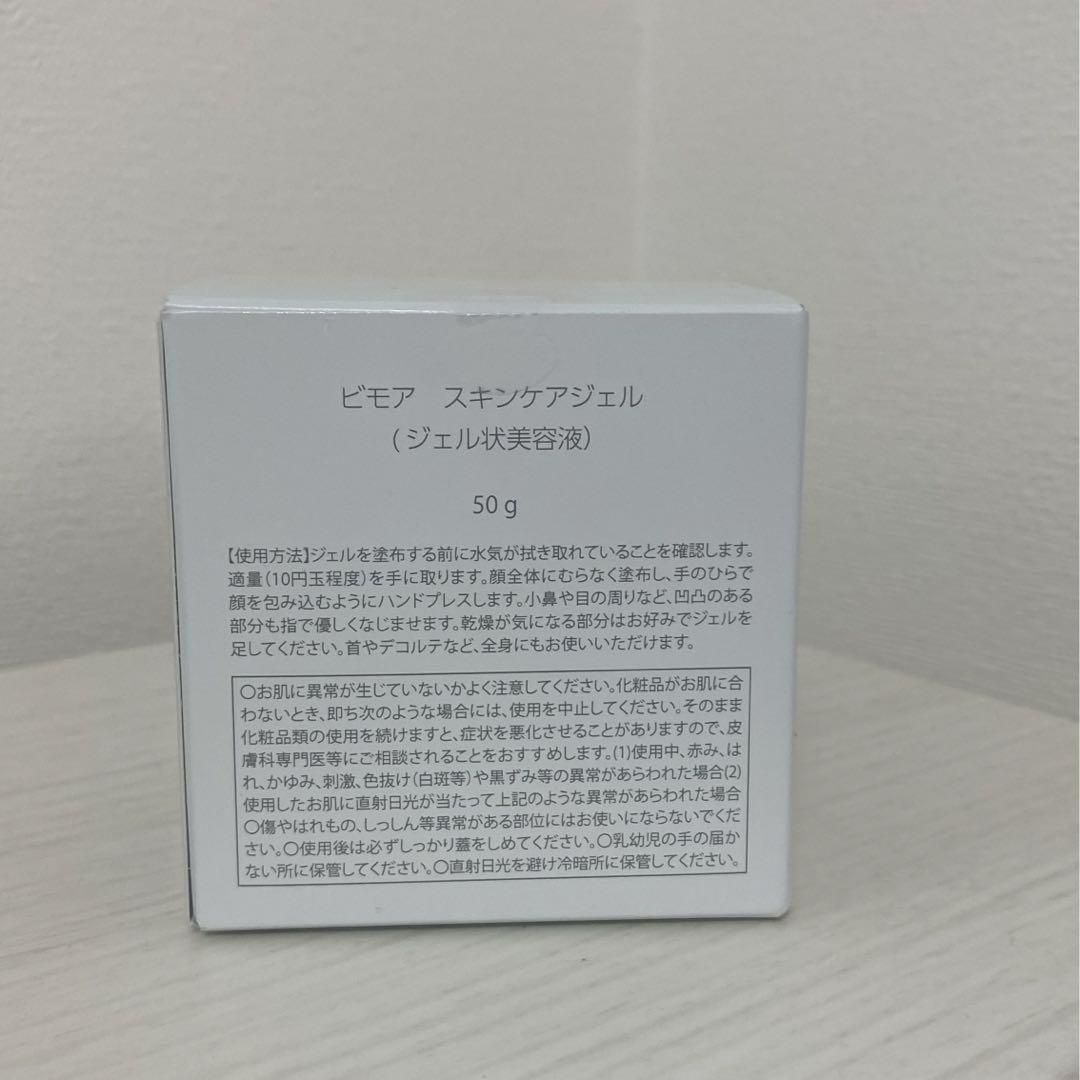 ビモア　スキンケアジェル
(ジェル状美容液)
50 g
【使用方法】ジェルを塗布する前に水気が拭き取れていることを確認します。
適量(10円玉程度)を手に取ります。顔全体にむらなく塗布し、手のひらで
顔を包み込むようにハンドプレスします。小鼻や目の周りなど、凹凸のある
部分も指で優しくなじませます。乾燥が気になる部分はお好みでジェルを
足してください。首やデコルテなど、全身にもお使いいただけます。
〇お肌に異常が生じていないかよく注意してください。化粧品がお肌に合
わないとき、即ち次のような場合には、使用を中止してください。そのまま
化粧品類の使用を続けますと、症状を悪化させることがありますので、皮
膚科専門医等にご相談されることをおすすめします。(1)使用中、赤み、は
れ、かゆみ、刺激、色抜け(白斑等)や黒ずみ等の異常があらわれた場合(2)
使用したお肌に直射日光が当たって上記のような異常があらわれた場合
〇傷やはれもの、しっしん等異常がある部位にはお使いにならないでくだ
さい。〇使用後は必ずしっかり蓋をしめてください。〇乳幼児の手の届か
ない所に保管してください。〇直射日光を避け冷暗所に保管してください。